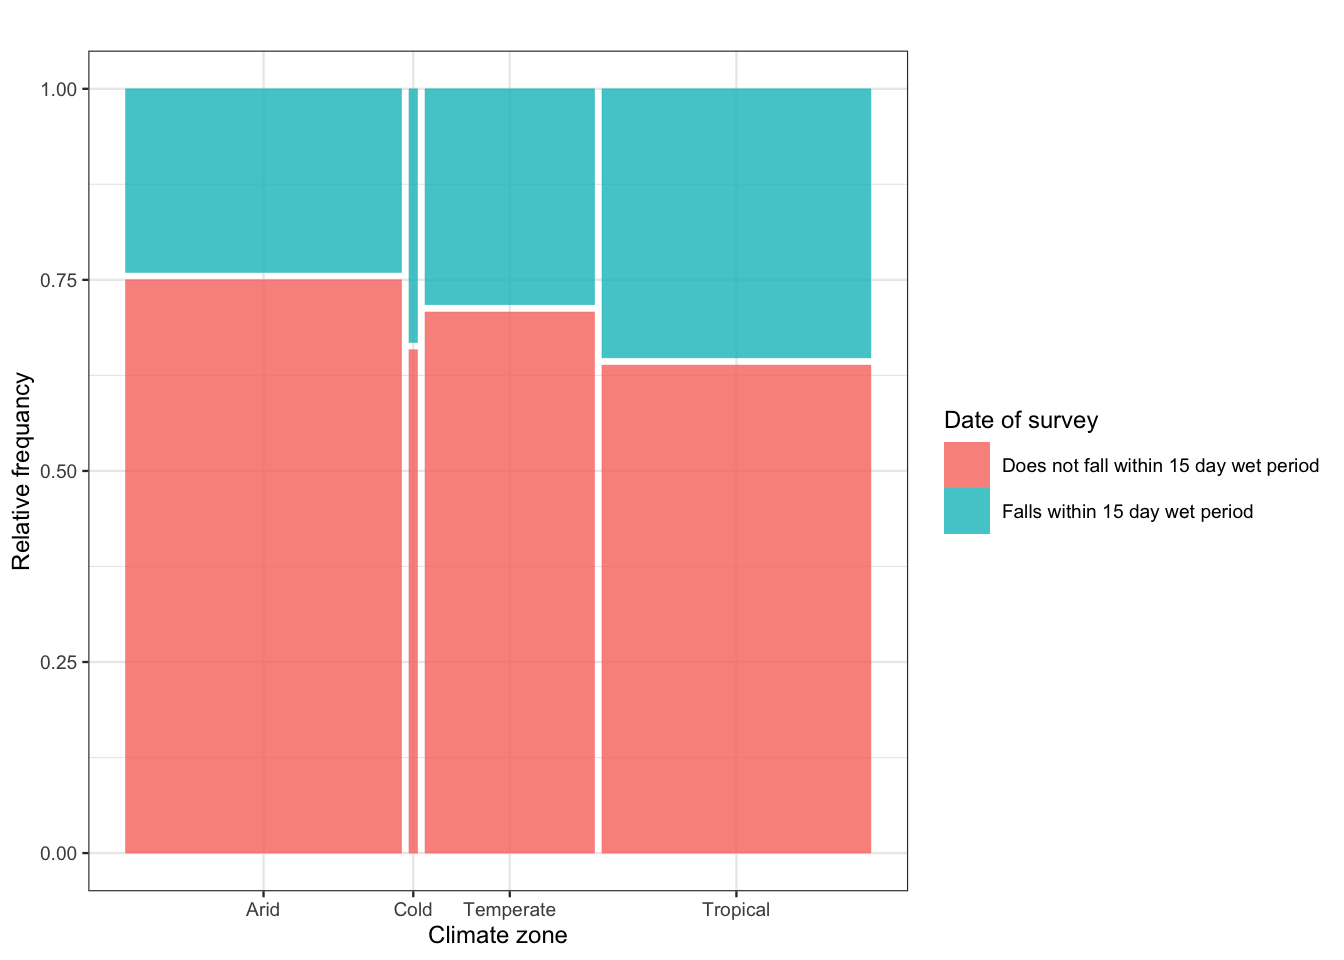 1.00
0.75
0.50
0.25
0.00
Relative frequancy
Arid
Cold
Temperate
Tropical
Climate zone
Date of survey
Does not fall within 15 day wet period
Falls within 15 day wet period